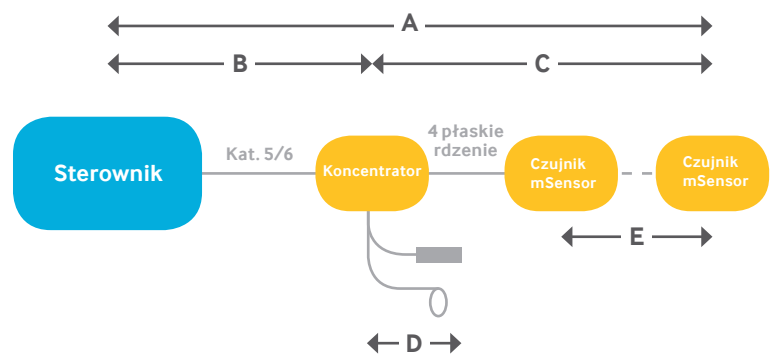 A
B
C
Sterownik
Kat. 5/6
Koncentrator
4 płaskie
rdzenie
Czujnik
mSensor
Czujnik
mSensor
E
D